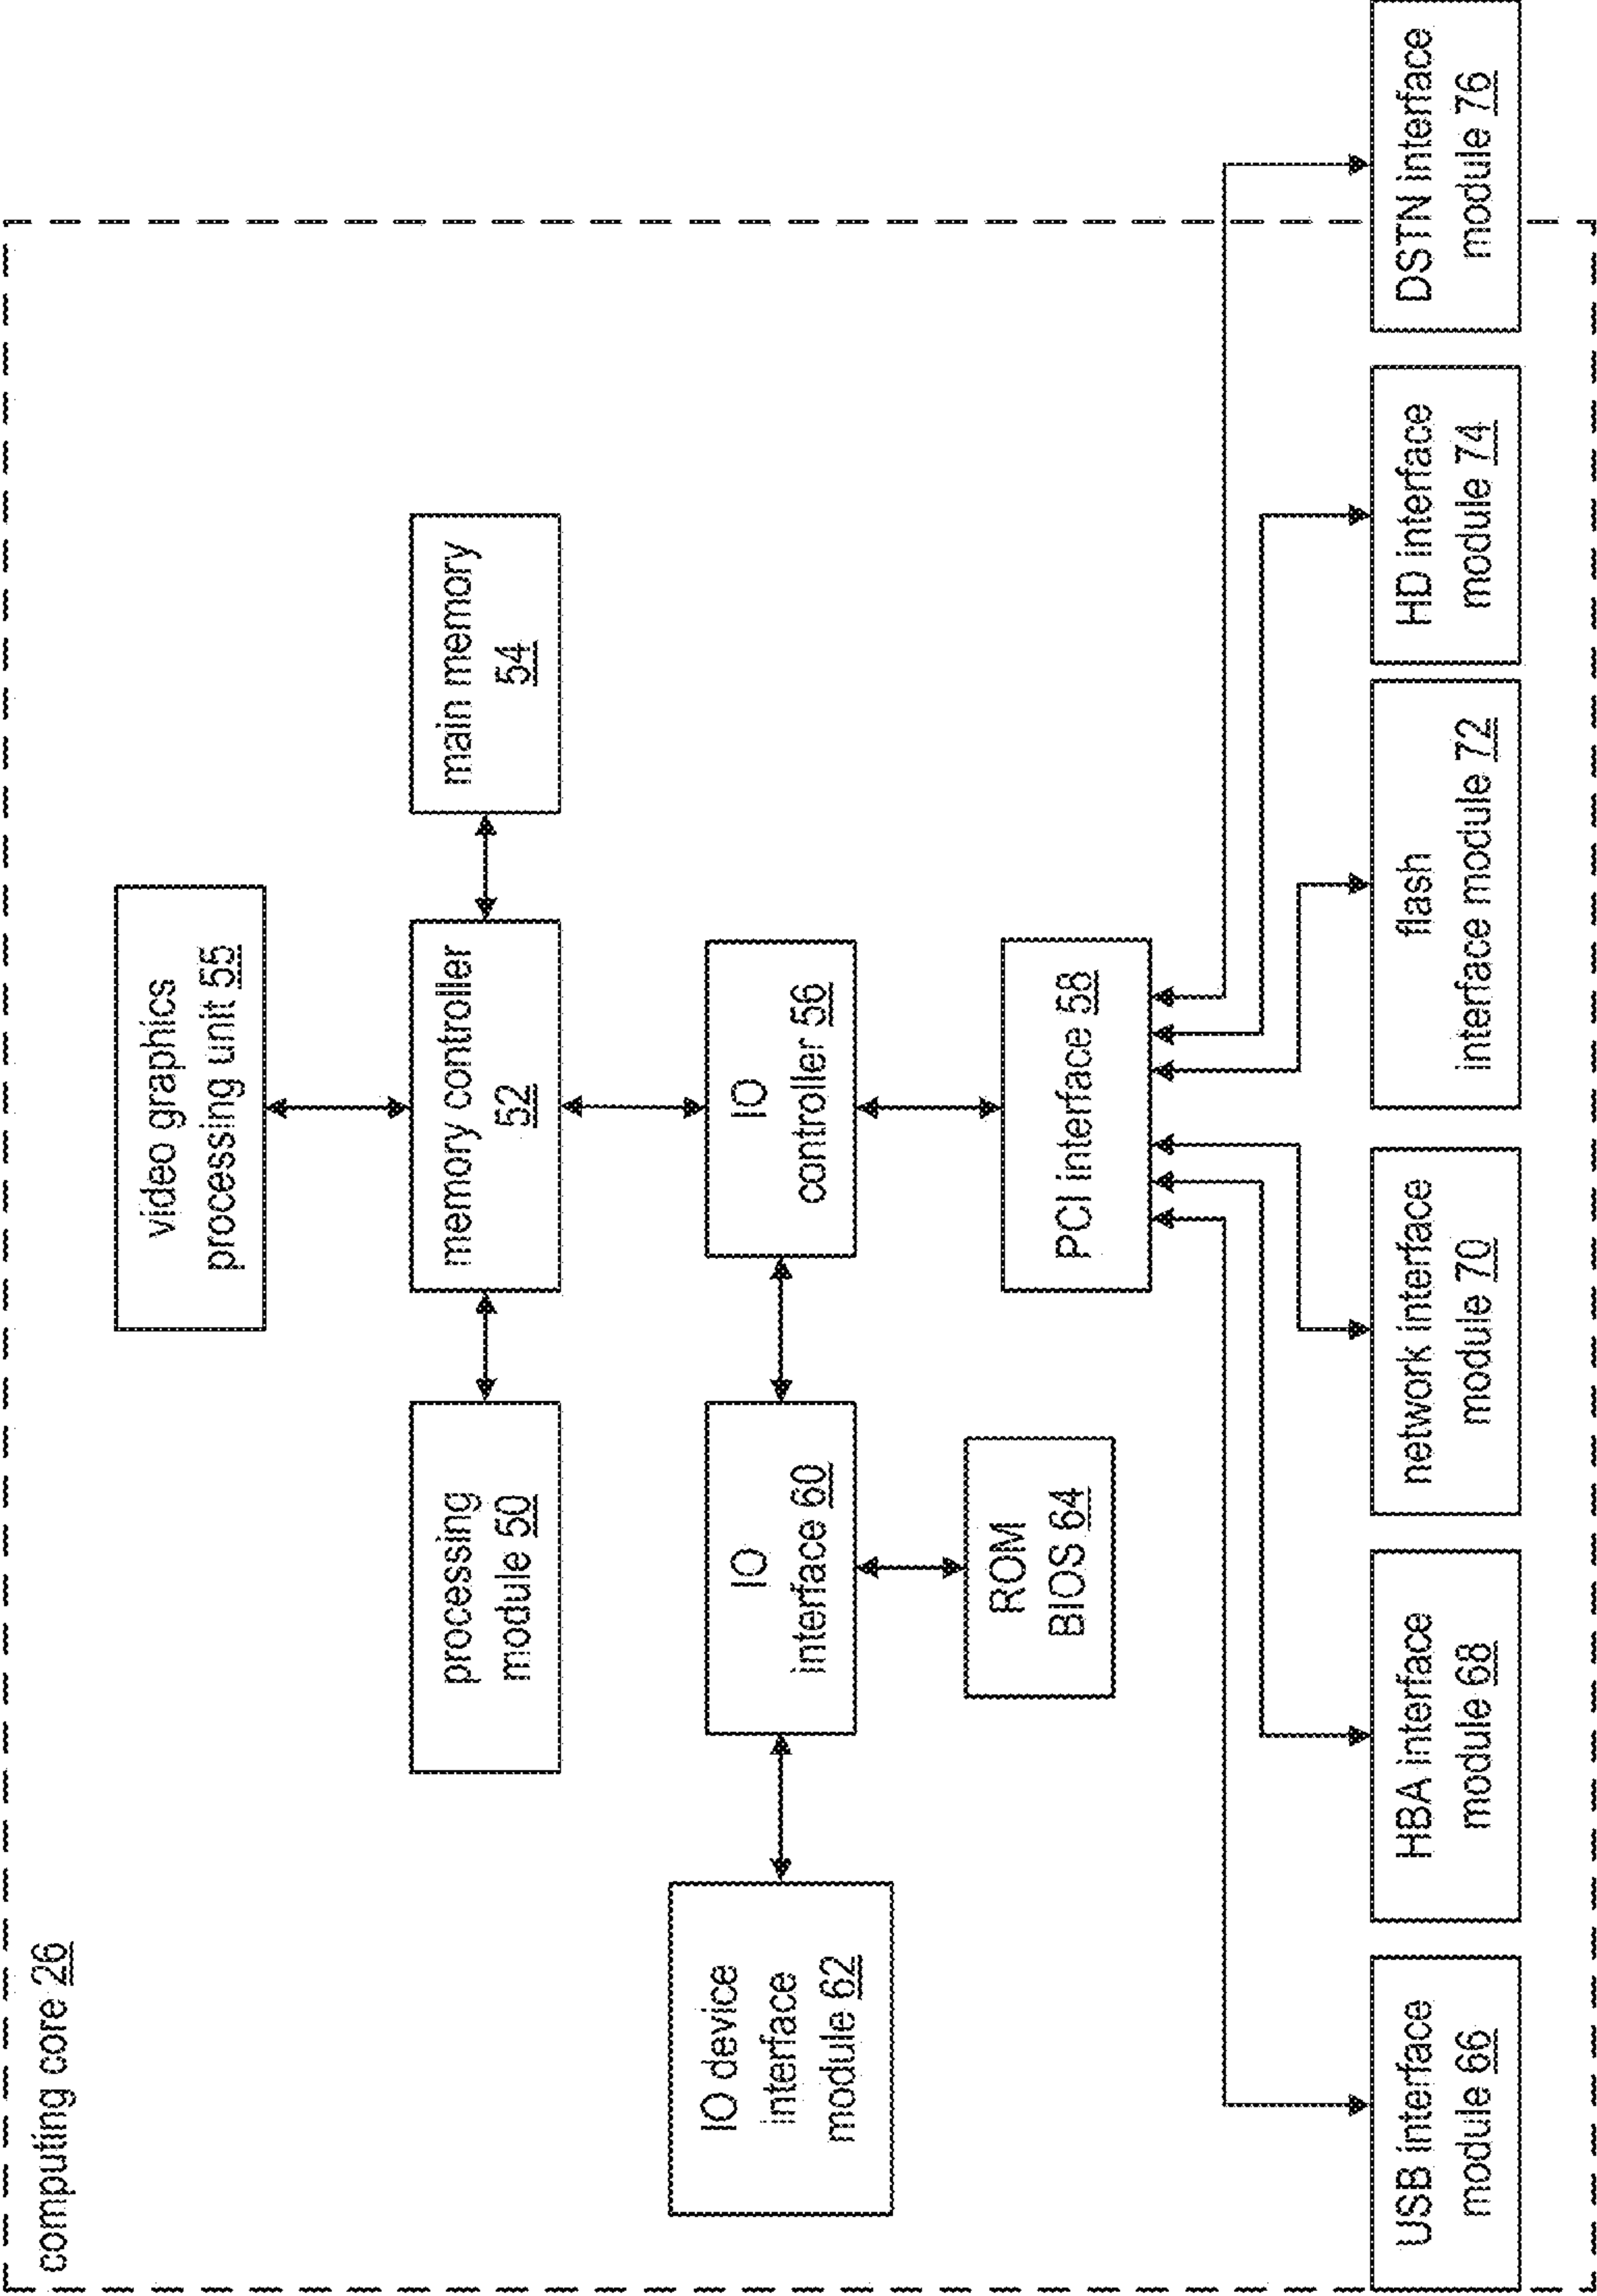 computing core 26
video graphics
processing unit 55
processing
module 50
memory controller
52
main memory
54
IO device
interface
module 62
IO
interface 60
IO
controller 56
ROM
BIOS 64
PCI interface 58
USB interface
module 66
HBA interface
module 68
network interface
module 70
flash
interface module 72
HD interface
module 74
DSTN interface
module 76